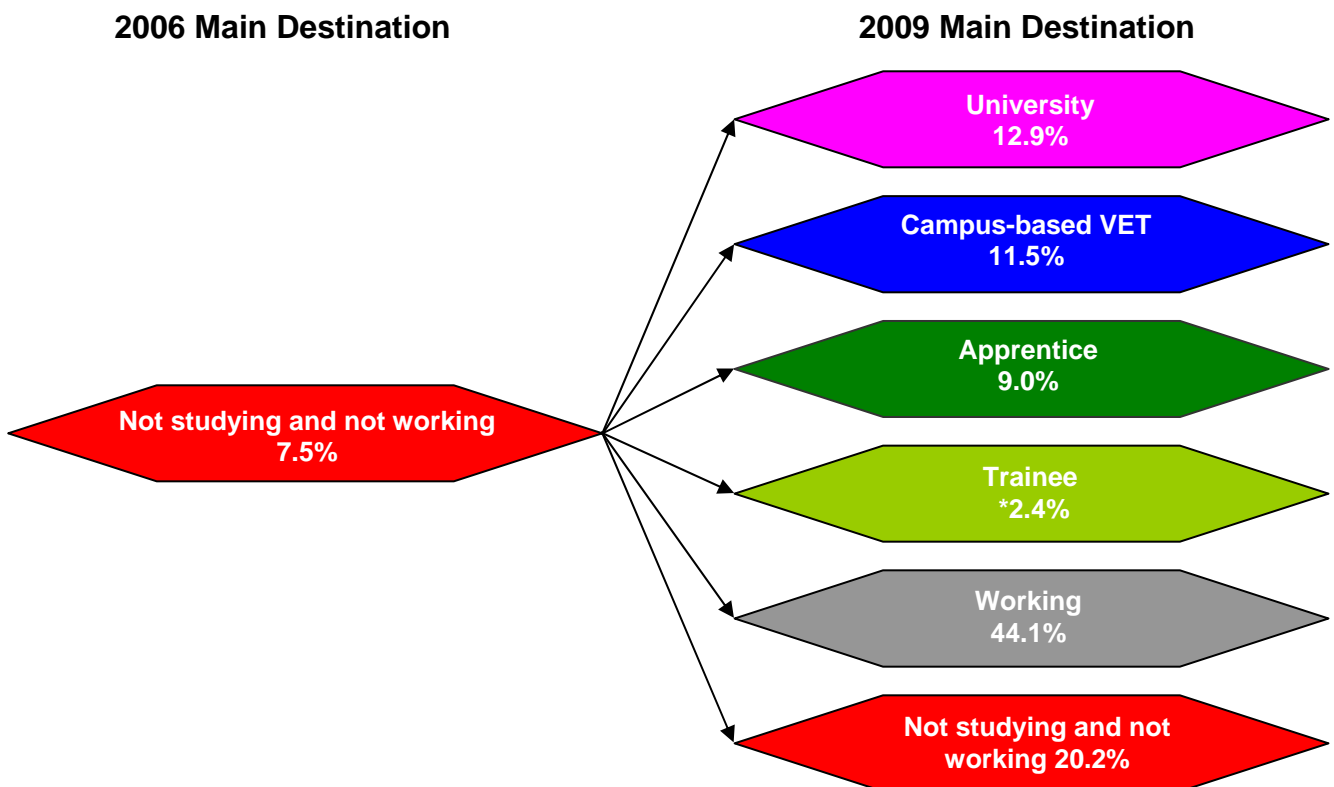 2006 Main Destination
2009 Main Destination
University
12.9%
Campus-based VET
11.5%
Apprentice
9.0%
Not studying and not working
7.5%
Trainee
*2.4%
Working
44.1%
Not studying and not
working 20.2%